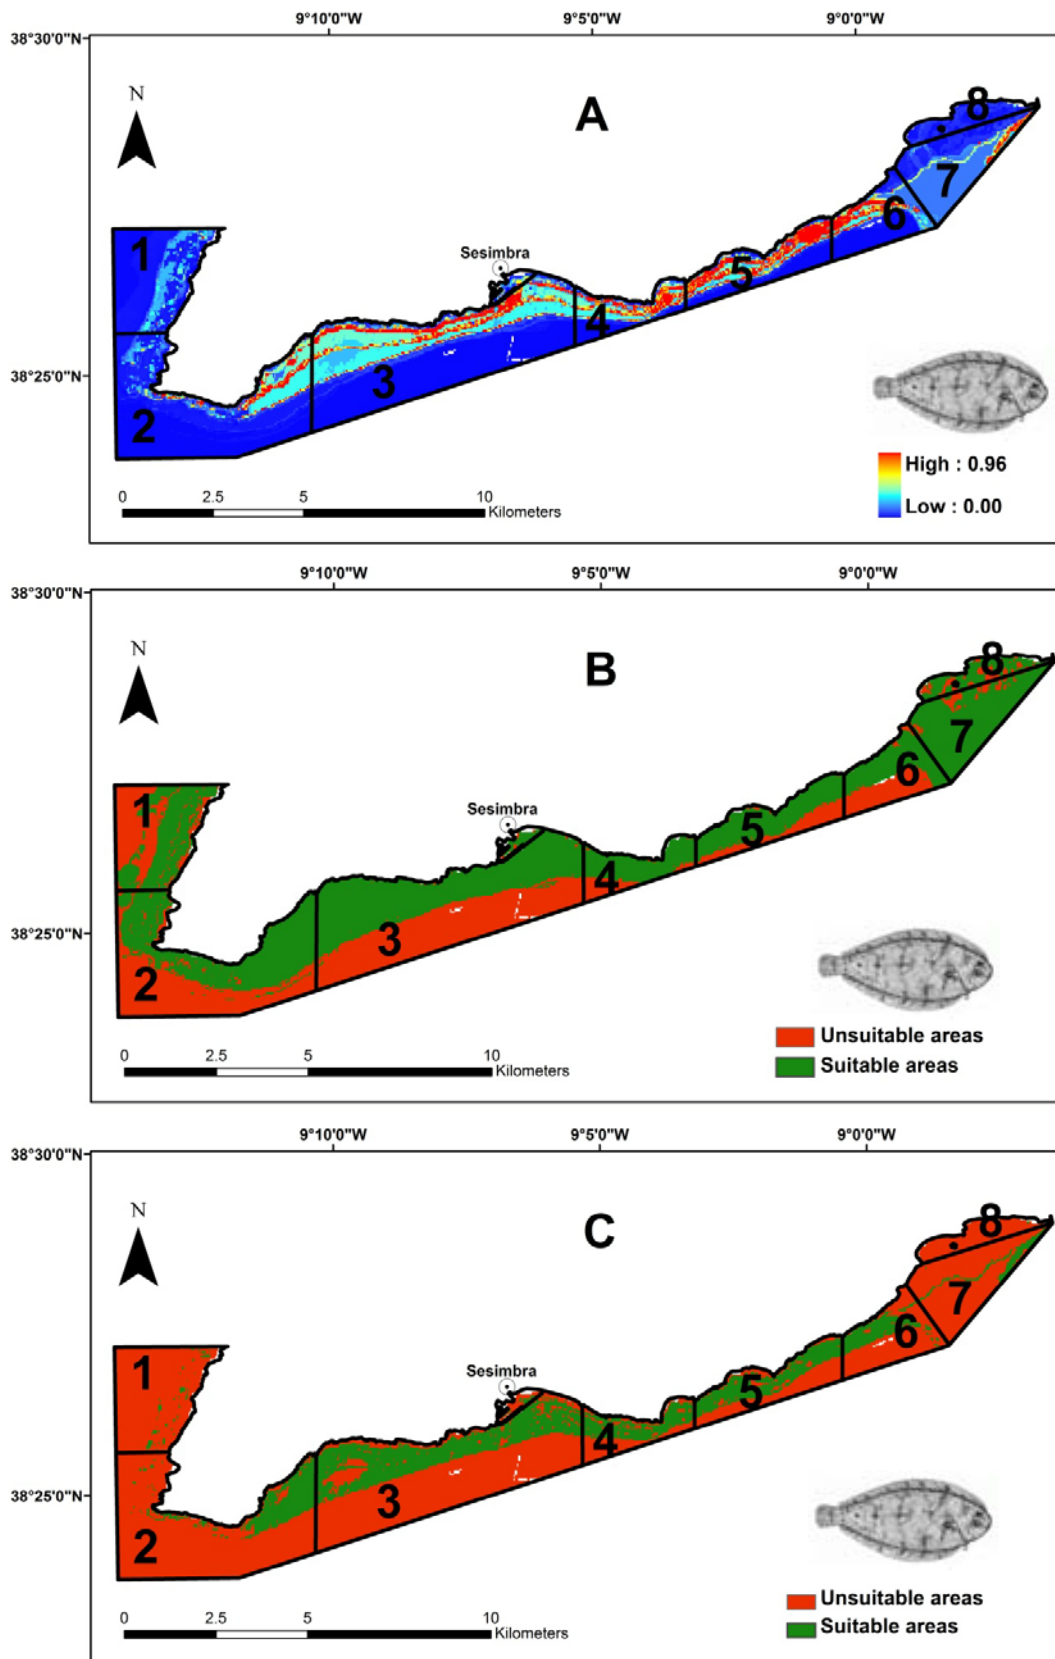 9°10'0"W 9°5'0"W 9°0'0"W
38°30'0"N
N
A
8
7
6
1
Sesimbra
5
4
38°25'0"N
3
2
High : 0.96
Low : 0.00
0 2.5 5 10
Kilometers
9°10'0"W 9°5'0"W 9°0'0"W
38°30'0"N
N
B
8
7
6
1
Sesimbra
5
4
38°25'0"N
3
2
Unsuitable areas
Suitable areas
0 2.5 5 10
Kilometers
9°10'0"W 9°5'0"W 9°0'0"W
38°30'0"N
N
C
8
7
6
1
Sesimbra
5
4
38°25'0"N
3
2
Unsuitable areas
Suitable areas
0 2.5 5 10
Kilometers